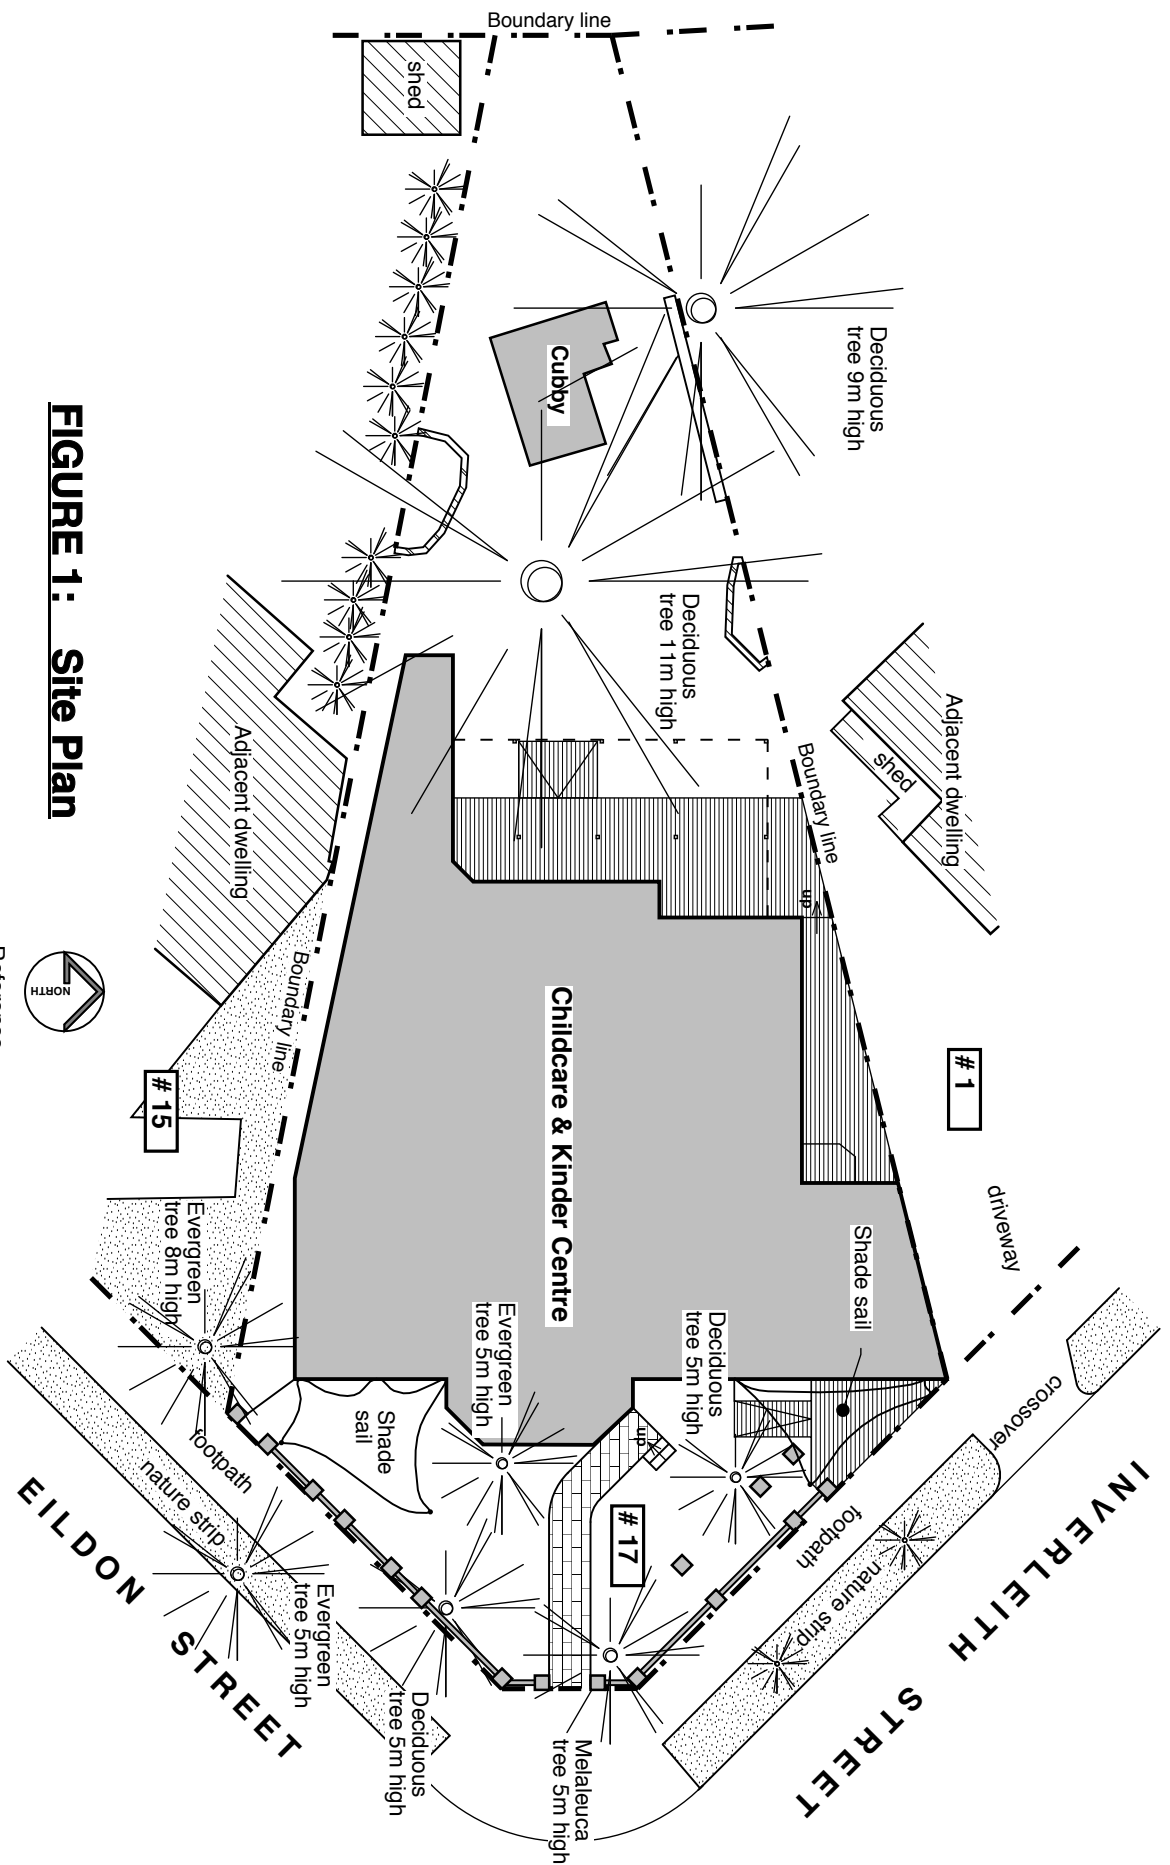 Boundary line
shed
Deciduous
tree 9m high
Cubby
Deciduous
tree 11m high
Adjacent dwelling
shed
Boundary line
up
Adjacent dwelling
Boundary line
# 1
# 15
Childcare & Kinder Centre
driveway
Shade sail
Evergreen
tree 8m high
Evergreen
tree 5m high
Deciduous
tree 5m high
crossover
Shade
sail
up
# 17
footpath
nature strip
footpath
nature strip
Evergreen
tree 5m high
Deciduous
tree 5m high
Melaleuca
tree 5m high
EILDON STREET
INVERLEITH STREET
FIGURE 1: Site Plan
NORTH